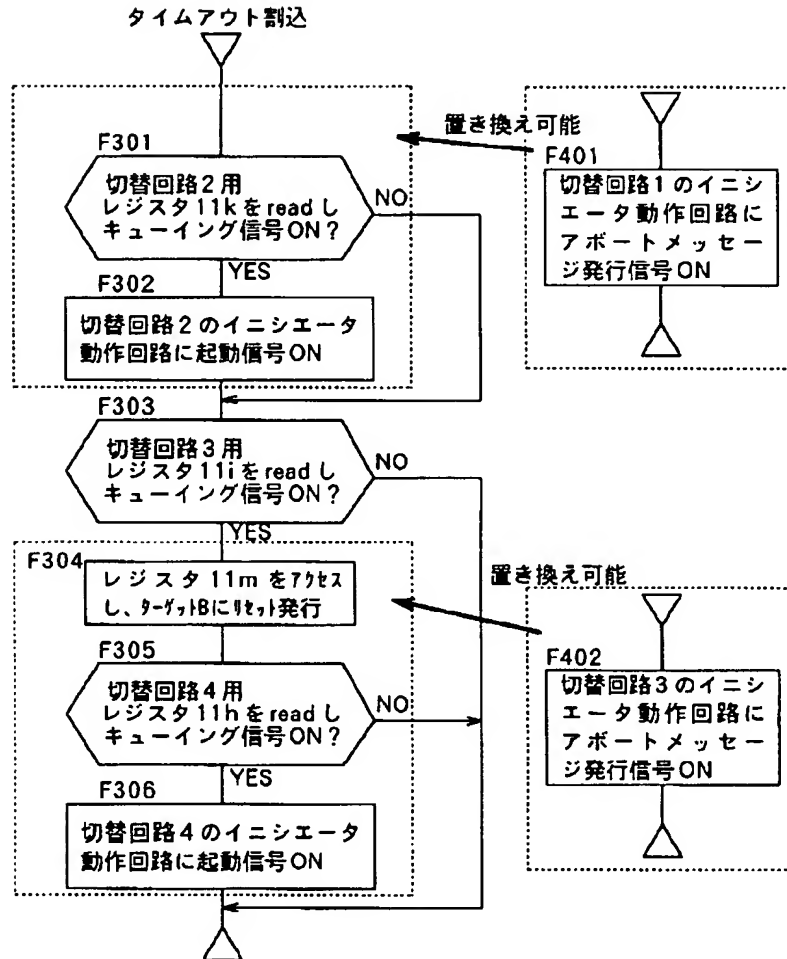 タイムアウト割込
F301
切替回路2用
レジスタ11kをreadし
キューイング信号ON?
NO
YES
F302
切替回路2のイニシエータ
動作回路に起動信号ON
F303
切替回路3用
レジスタ11iをreadし
キューイング信号ON?
NO
YES
F304
レジスタ11mをアクセス
し、ターゲットBにリセット発行
F305
切替回路4用
レジスタ11hをreadし
キューイング信号ON?
NO
YES
F306
切替回路4のイニシエータ
動作回路に起動信号ON
置き換え可能
F401
切替回路1のイニシ
エータ動作回路に
アボートメッセー
ジ発行信号ON
置き換え可能
F402
切替回路3のイニシ
エータ動作回路に
アボートメッセー
ジ発行信号ON